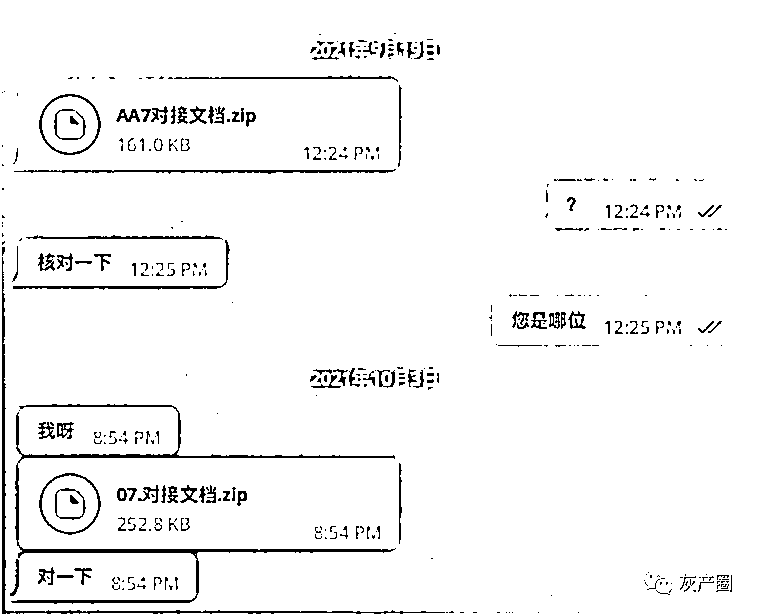 2021年9月19日
AA7对接文档.zip
161.0 KB
12:24 PM
? 12:24 PM
核对一下 12:25 PM
您是哪位 12:25 PM
2021年10月3日
我呀 8:54 PM
07.对接文档.zip
252.8 KB
8:54 PM
对一下 8:54 PM
灰产圈